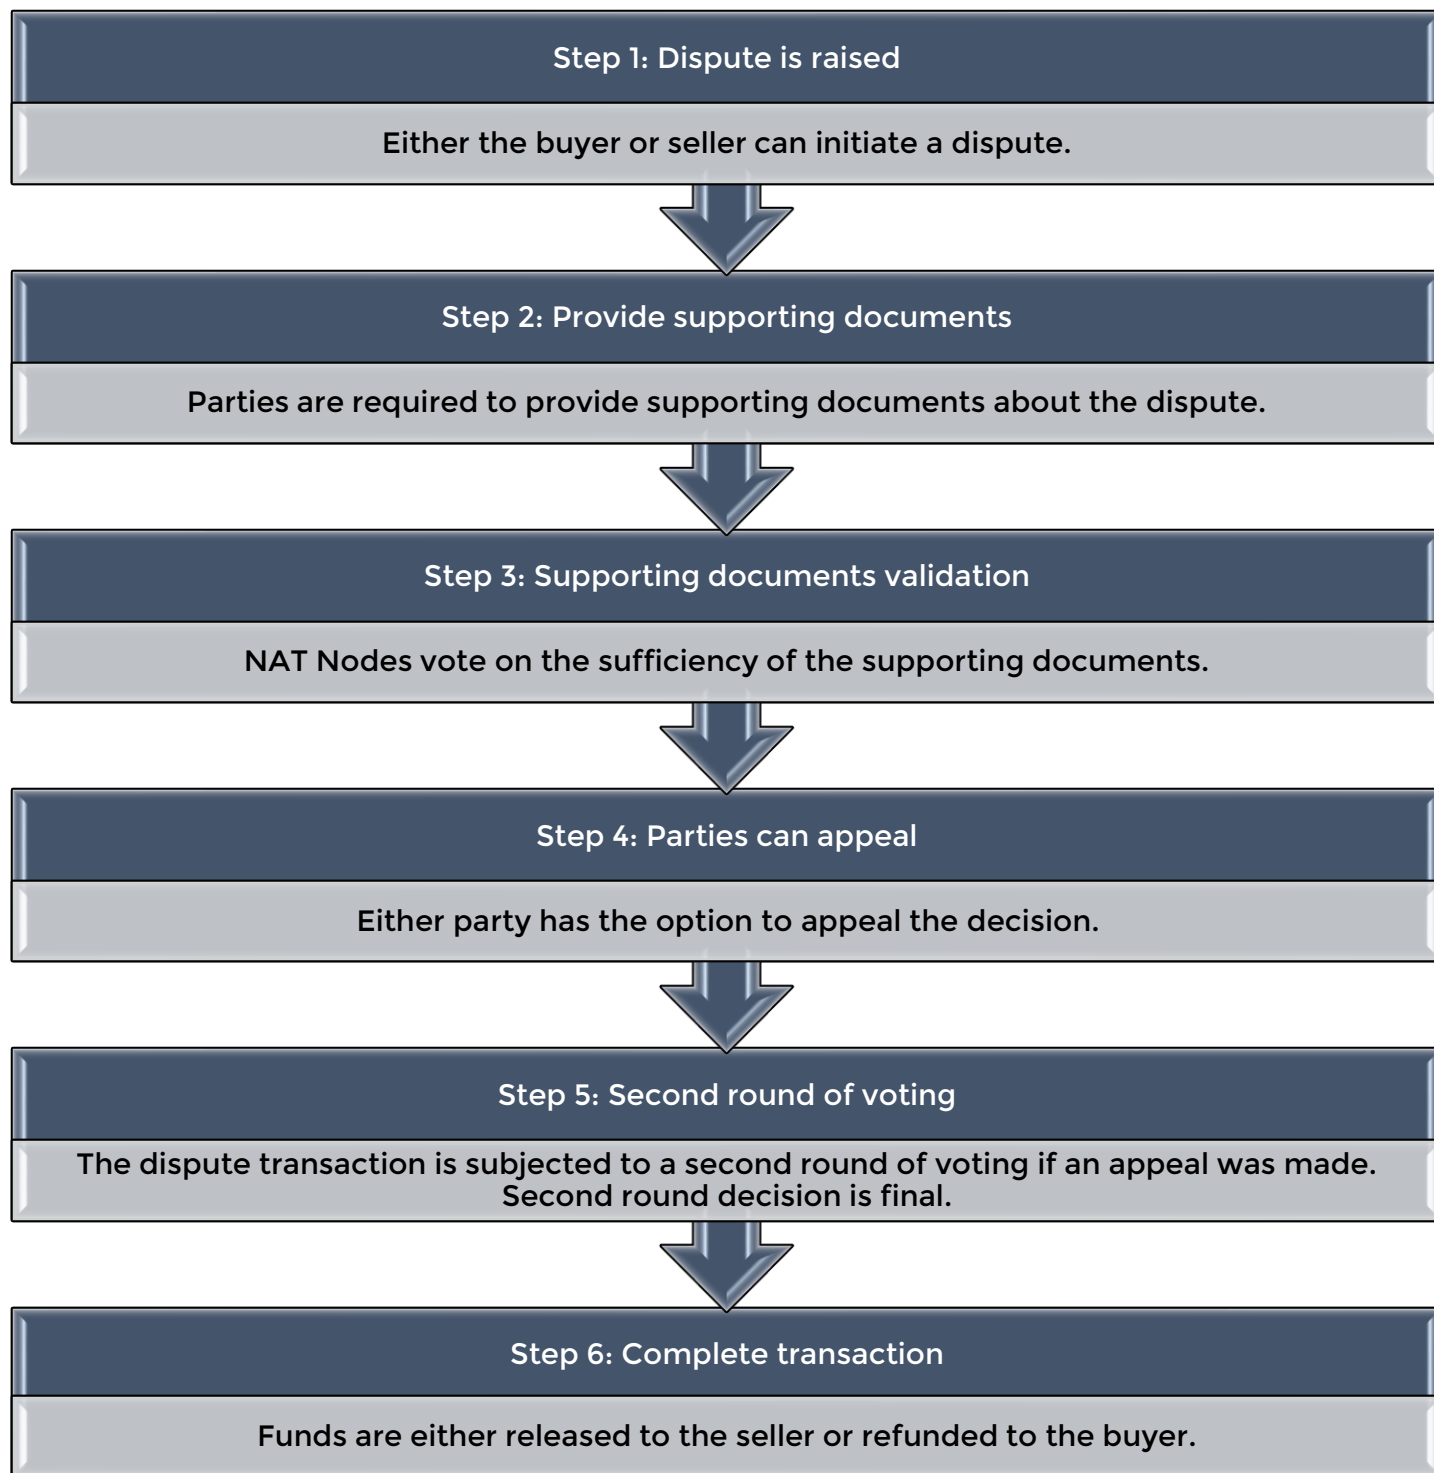 Step 1: Dispute is raised
Either the buyer or seller can initiate a dispute.
Step 2: Provide supporting documents
Parties are required to provide supporting documents about the dispute.
Step 3: Supporting documents validation
NAT Nodes vote on the sufficiency of the supporting documents.
Step 4: Parties can appeal
Either party has the option to appeal the decision.
Step 5: Second round of voting
The dispute transaction is subjected to a second round of voting if an appeal was made.
Second round decision is final.
Step 6: Complete transaction
Funds are either released to the seller or refunded to the buyer.